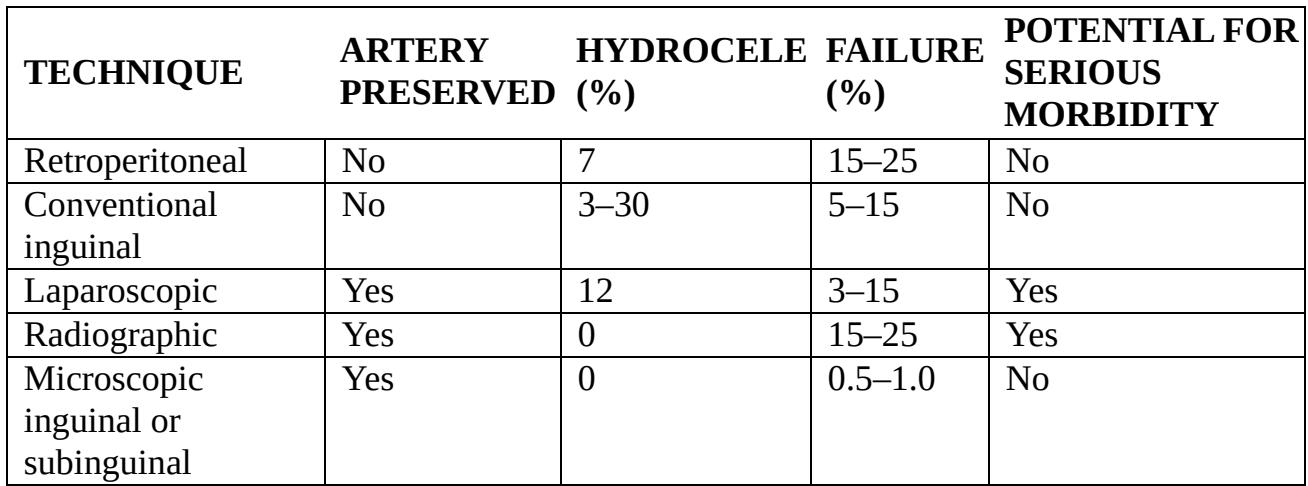 TECHNIQUE
ARTERY
PRESERVED
HYDROCELE
(%)
FAILURE
(%)
POTENTIAL FOR
SERIOUS
MORBIDITY
Retroperitoneal No 7 15–25 No
Conventional No 3–30 5–15 No
inguinal
Laparoscopic Yes 12 3–15 Yes
Radiographic Yes 0 15–25 Yes
Microscopic Yes 0 0.5–1.0 No
inguinal or
subinguinal